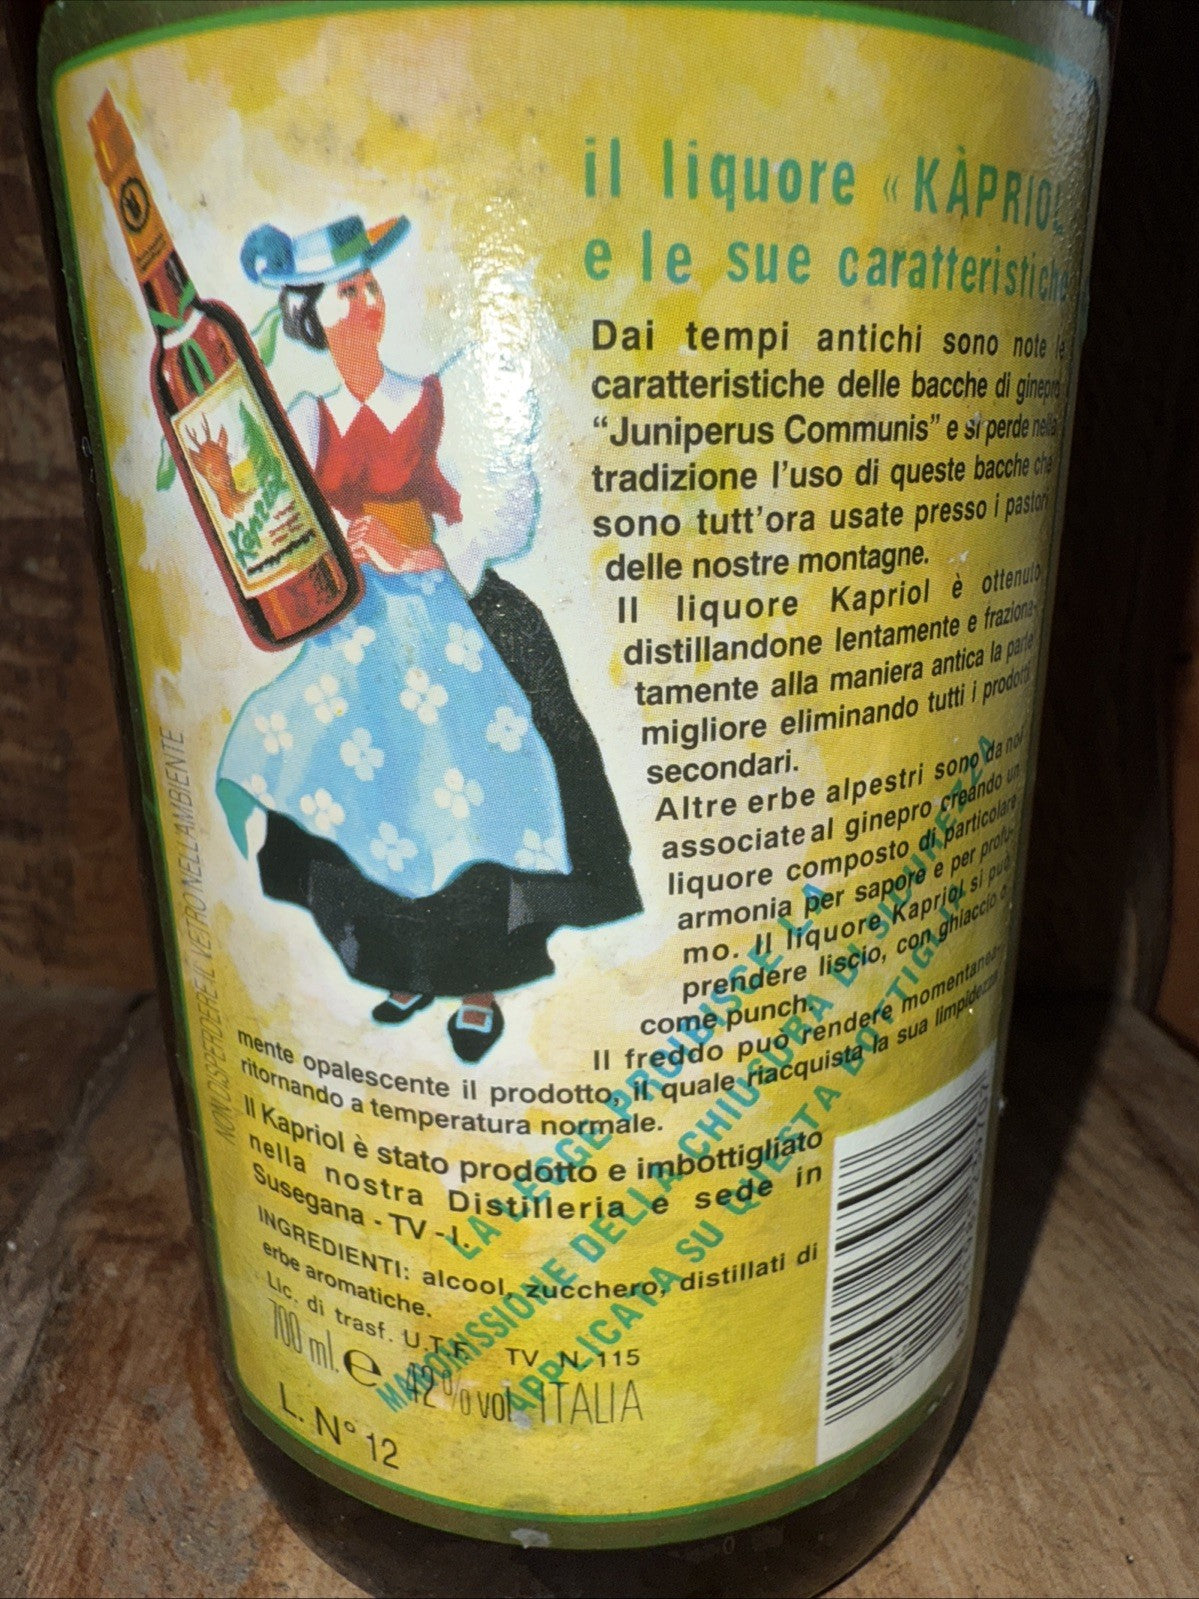 il liquore « KÀPRIOL
e le sue caratteristiche
Dai tempi antichi sono note le
caratteristiche delle bacche di ginepro
“Juniperus Communis” e si perde nella
tradizione l'uso di queste bacche che
sono tutt'ora usate presso i pastori
delle nostre montagne.
Il liquore Kapriol è ottenuto
distillandone lentamente e fraziona-
tamente alla maniera antica la parte
migliore eliminando tutti i prodotti
secondari.
Altre erbe alpestri sono da noi
associate al ginepro creando un
liquore composto di particolare
armonia per sapore e per profu-
mo. Il liquore Kapriol si può
prendere liscio, con ghiaccio o
come punch.
Il freddo può rendere momentanea-
mente opalescente il prodotto, il quale riacquista la sua limpidezza
ritornando a temperatura normale.
Il Kapriol è stato prodotto e imbottigliato
nella nostra Distilleria e sede in
Susegana - TV - I.
INGREDIENTI: alcool, zucchero, distillati di
erbe aromatiche.
Lic. di trasf. U.T.F. TV N. 115
700 ml. e 42 % vol. ITALIA
L. N° 12
LA LEGGE PROIBISCE LA
MANOMISSIONE DELLA CHIUSURA DI SICUREZZA
APPLICATA SU QUESTA BOTTIGLIA
NON DISPERDERE IL VETRO NELL'AMBIENTE
Kapriol